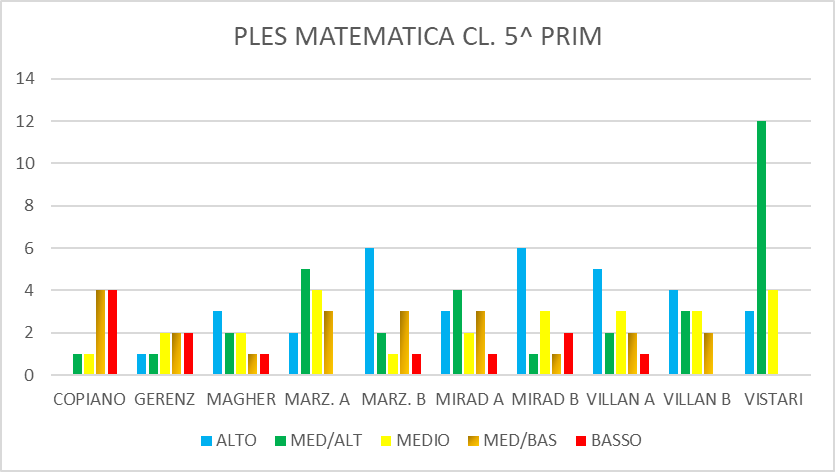 PLES MATEMATICA CL. 5^ PRIM
14
12
10
8
6
4
2
0
COPIANO GERENZ MAGHER MARZ. A MARZ. B MIRAD A MIRAD B VILLAN A VILLAN B VISTARI
ALTO MED/ALT MEDIO MED/BAS BASSO